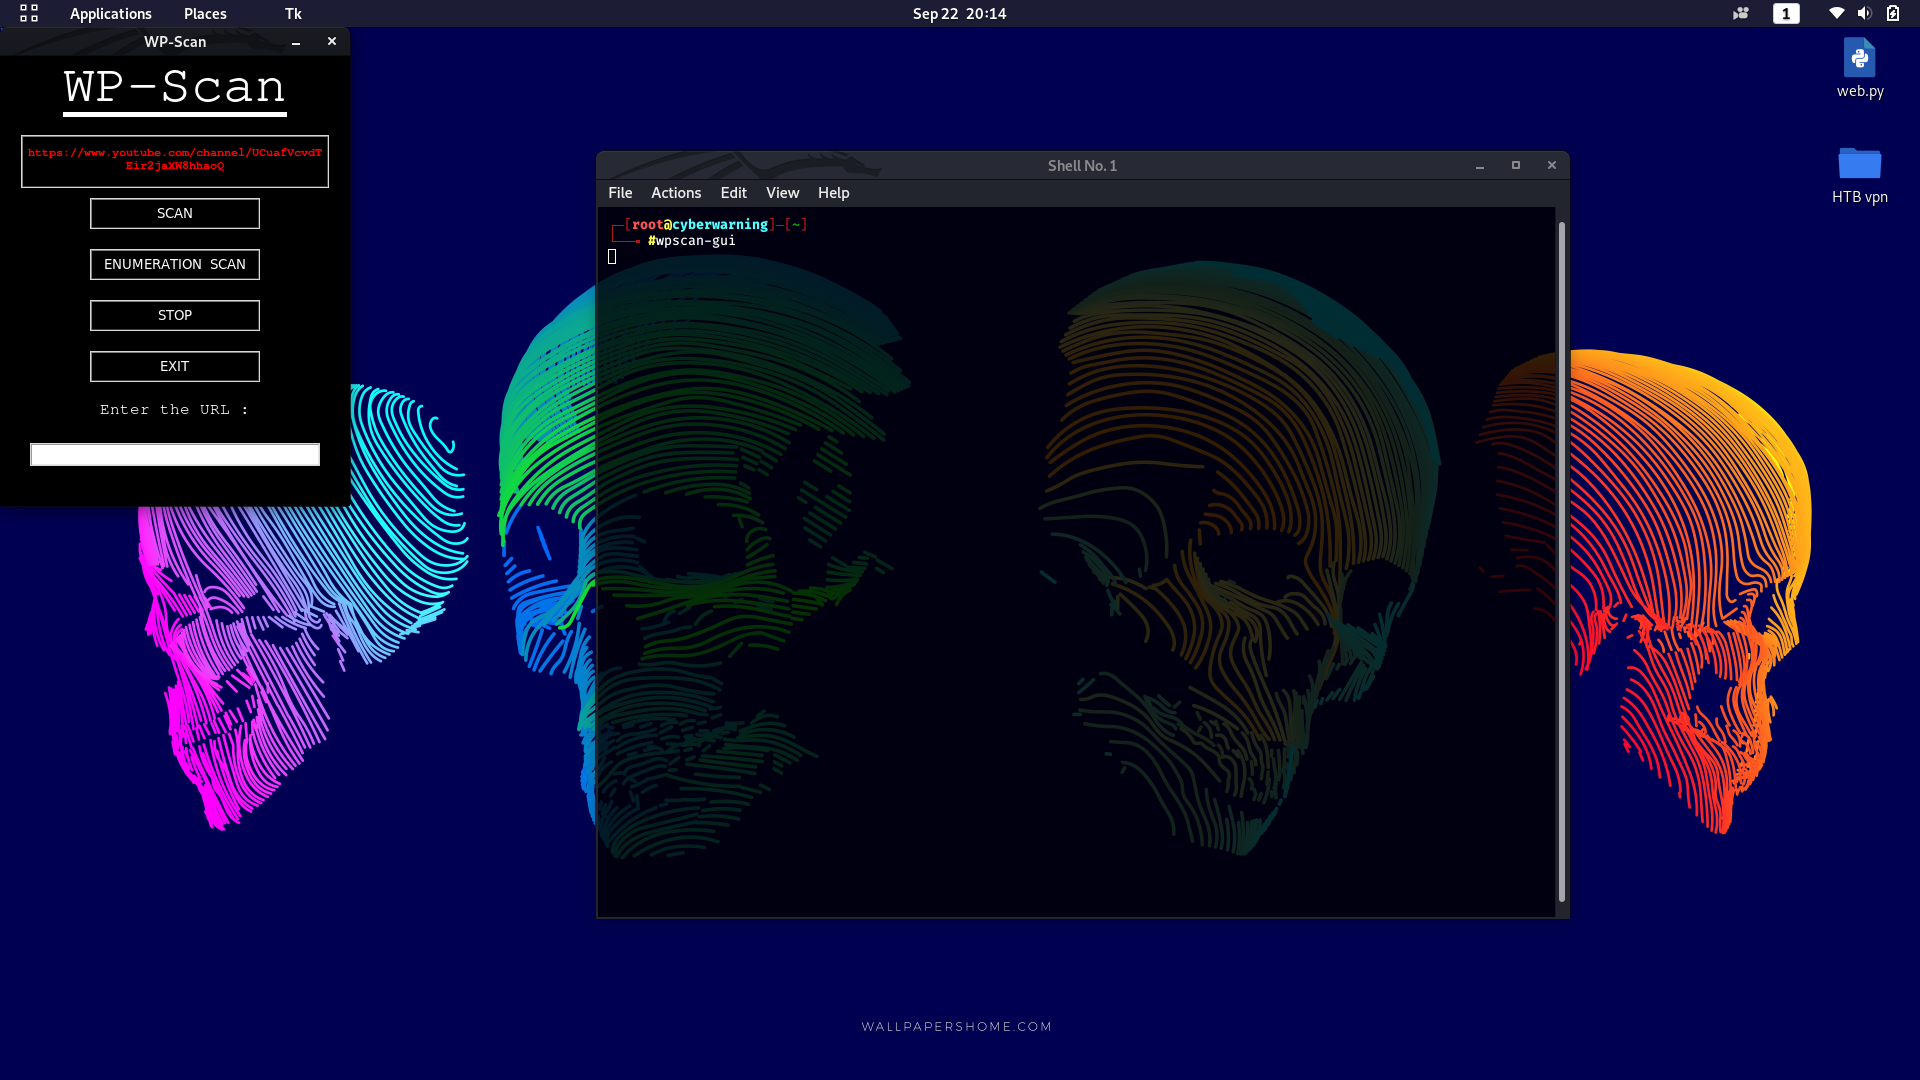 Applications Places Tk Sep 22 20:14 1
WP-Scan
WP-Scan
https://www.youtube.com/channel/UCuafVcvdT
Eir2jaXW8hhaoQ
SCAN
ENUMERATION SCAN
STOP
EXIT
Enter the URL :
Shell No. 1
File Actions Edit View Help
[root@cyberwarning]-[~]
#wpscan-gui
web.py
HTB vpn
WALLPAPERSHOME.COM